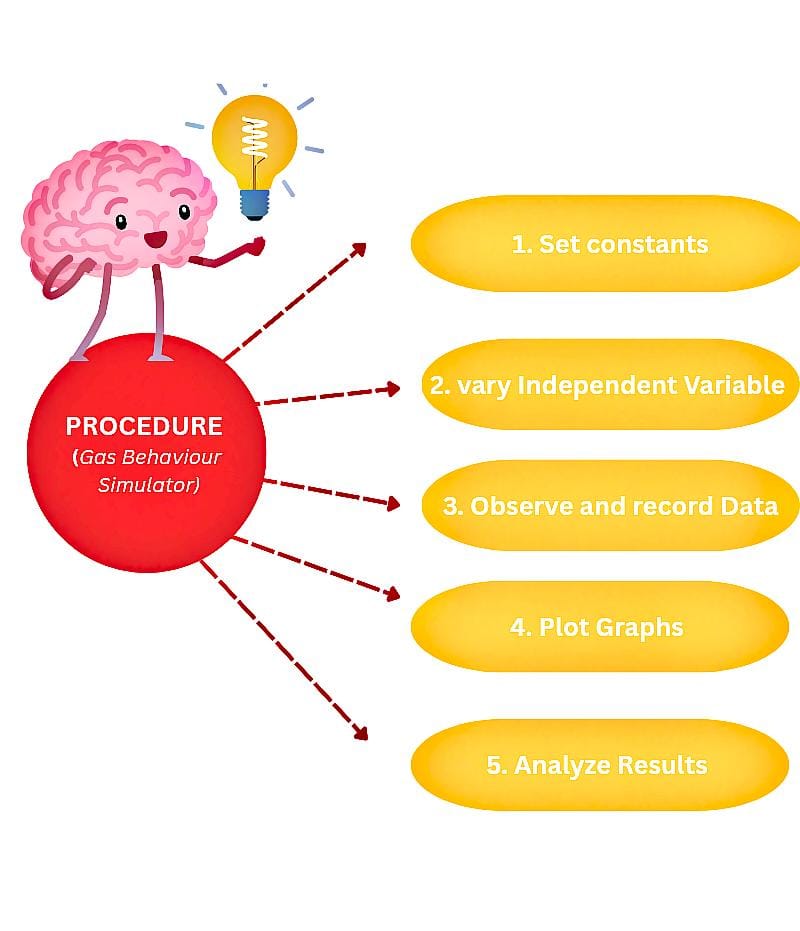 PROCEDURE
(Gas Behaviour
Simulator)
1. Set constants
2. vary Independent Variable
3. Observe and record Data
4. Plot Graphs
5. Analyze Results